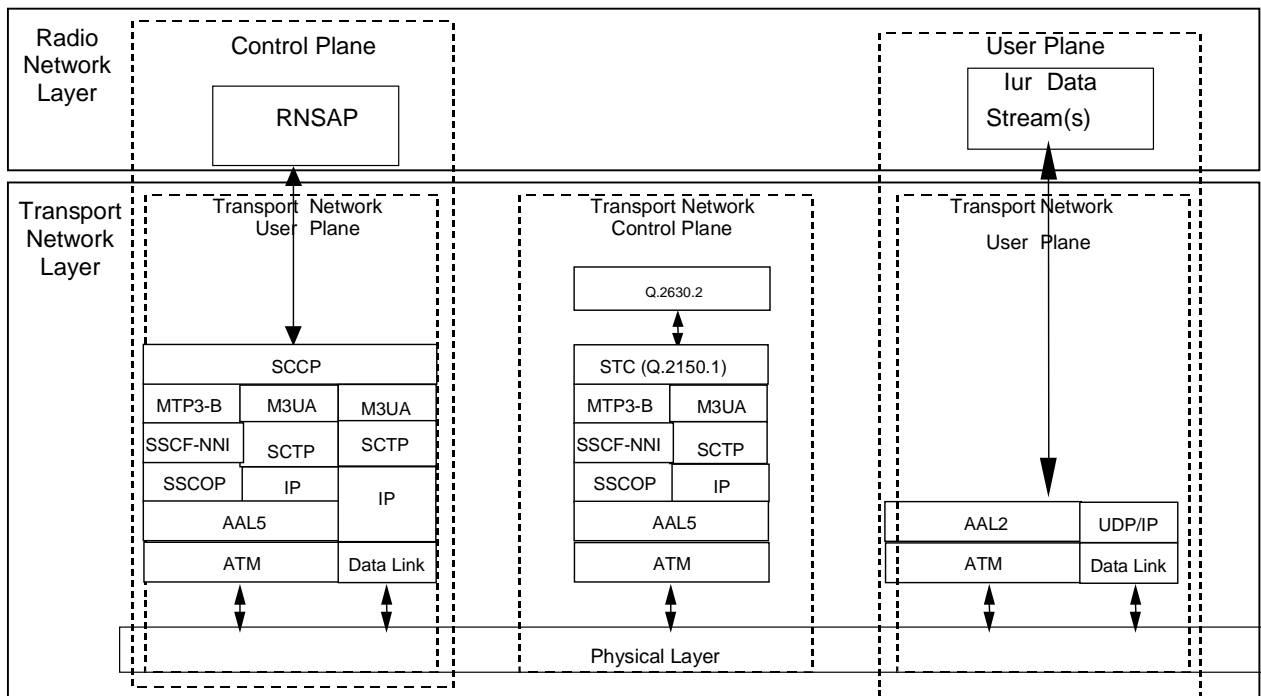 Radio
Network
Layer
Control Plane
RNSAP
User Plane
Iur Data
Stream(s)
Transport
Network
Layer
Transport Network
User Plane
SCCP
MTP3-B
M3UA
M3UA
SSCF-NNI
SCTP
SCTP
SSCOP
IP
IP
AAL5
ATM
Data Link
Transport Network
Control Plane
Q.2630.2
STC (Q.2150.1)
MTP3-B
M3UA
SSCF-NNI
SCTP
SSCOP
IP
AAL5
ATM
Transport Network
User Plane
AAL2
UDP/IP
ATM
Data Link
Physical Layer